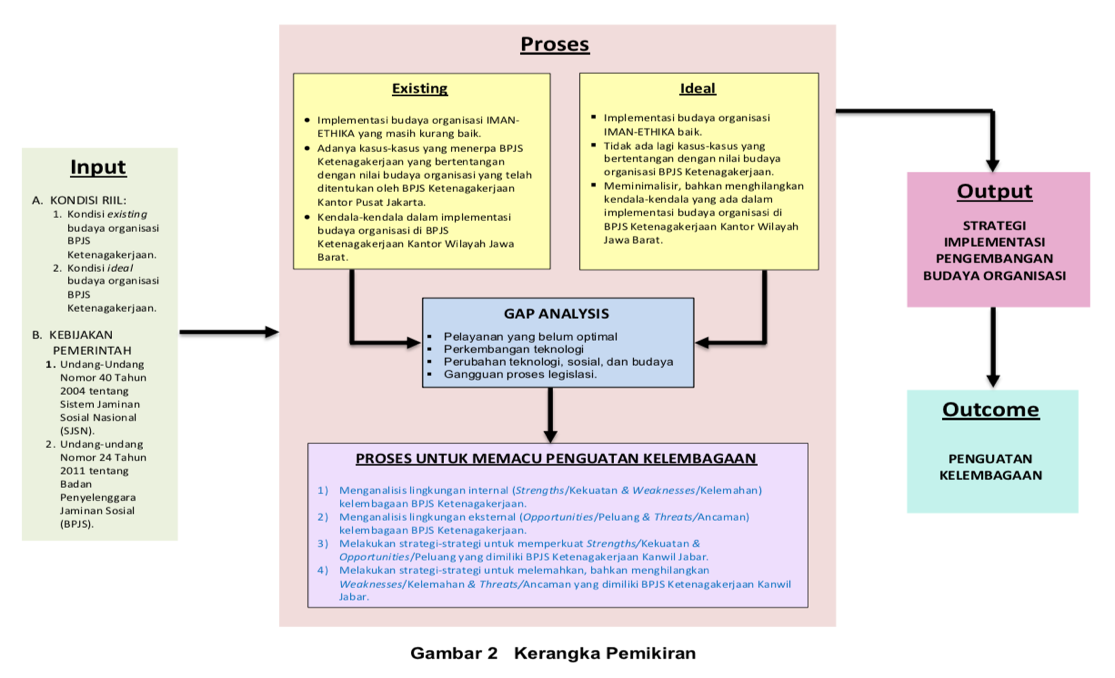 Input
A. KONDISI RIIL:
1. Kondisi existing
budaya organisasi
BPJS
Ketenagakerjaan.
2. Kondisi ideal
budaya organisasi
BPJS
Ketenagakerjaan.
B. KEBIJAKAN
PEMERINTAH
1. Undang-Undang
Nomor 40 Tahun
2004 tentang
Sistem Jaminan
Sosial Nasional
(SJSN).
2. Undang-undang
Nomor 24 Tahun
2011 tentang
Badan
Penyelenggara
Jaminan Sosial
(BPJS).
Proses
Existing
• Implementasi budaya organisasi IMAN-
ETHIKA yang masih kurang baik.
• Adanya kasus-kasus yang menerpa BPJS
Ketenagakerjaan yang bertentangan
dengan nilai budaya organisasi yang telah
ditentukan oleh BPJS Ketenagakerjaan
Kantor Pusat Jakarta.
• Kendala-kendala dalam implementasi
budaya organisasi di BPJS
Ketenagakerjaan Kantor Wilayah Jawa
Barat.
Ideal
▪ Implementasi budaya organisasi
IMAN-ETHIKA baik.
▪ Tidak ada lagi kasus-kasus yang
bertentangan dengan nilai budaya
organisasi BPJS Ketenagakerjaan.
▪ Meminimalisir, bahkan menghilangkan
kendala-kendala yang ada dalam
implementasi budaya organisasi di
BPJS Ketenagakerjaan Kantor Wilayah
Jawa Barat.
GAP ANALYSIS
▪ Pelayanan yang belum optimal
▪ Perkembangan teknologi
▪ Perubahan teknologi, sosial, dan budaya
▪ Gangguan proses legislasi.
PROSES UNTUK MEMACU PENGUATAN KELEMBAGAAN
1) Menganalisis lingkungan internal (Strengths/Kekuatan & Weaknesses/Kelemahan)
kelembagaan BPJS Ketenagakerjaan.
2) Menganalisis lingkungan eksternal (Opportunities/Peluang & Threats/Ancaman)
kelembagaan BPJS Ketenagakerjaan.
3) Melakukan strategi-strategi untuk memperkuat Strengths/Kekuatan &
Opportunities/Peluang yang dimiliki BPJS Ketenagakerjaan Kanwil Jabar.
4) Melakukan strategi-strategi untuk melemahkan, bahkan menghilangkan
Weaknesses/Kelemahan & Threats/Ancaman yang dimiliki BPJS Ketenagakerjaan Kanwil
Jabar.
Output
STRATEGI
IMPLEMENTASI
PENGEMBANGAN
BUDAYA ORGANISASI
Outcome
PENGUATAN
KELEMBAGAAN
Gambar 2 Kerangka Pemikiran